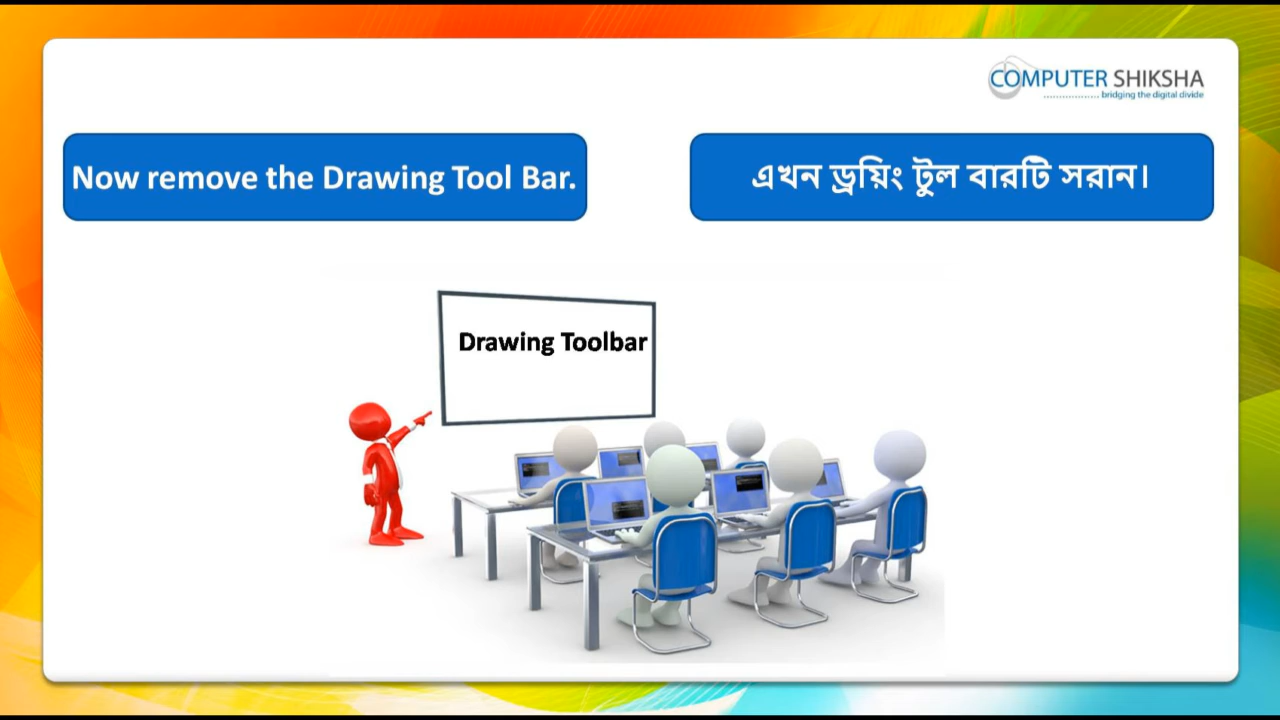 COMPUTER SHIKSHA
bridging the digital divide
Now remove the Drawing Tool Bar.
এখন ড্রয়িং টুল বারটি সরান।
Drawing Toolbar